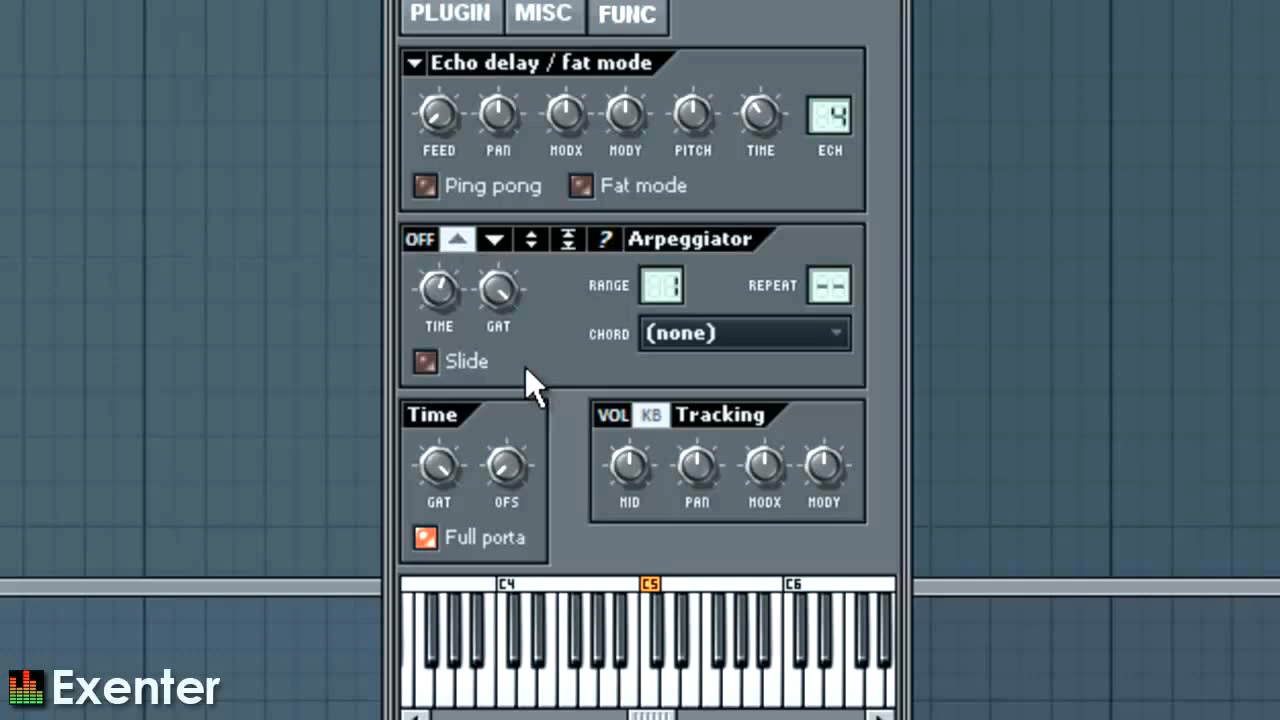 PLUGIN MISC FUNC
Echo delay / fat mode
4
FEED PAN MODX MODY PITCH TIME ECH
Ping pong Fat mode
OFF ? Arpeggiator
RANGE 1 REPEAT --
TIME GAT CHORD (none)
Slide
Time VOL KB Tracking
GAT OFS MID PAN MODX MODY
Full porta
C4 C5 C6
Exenter